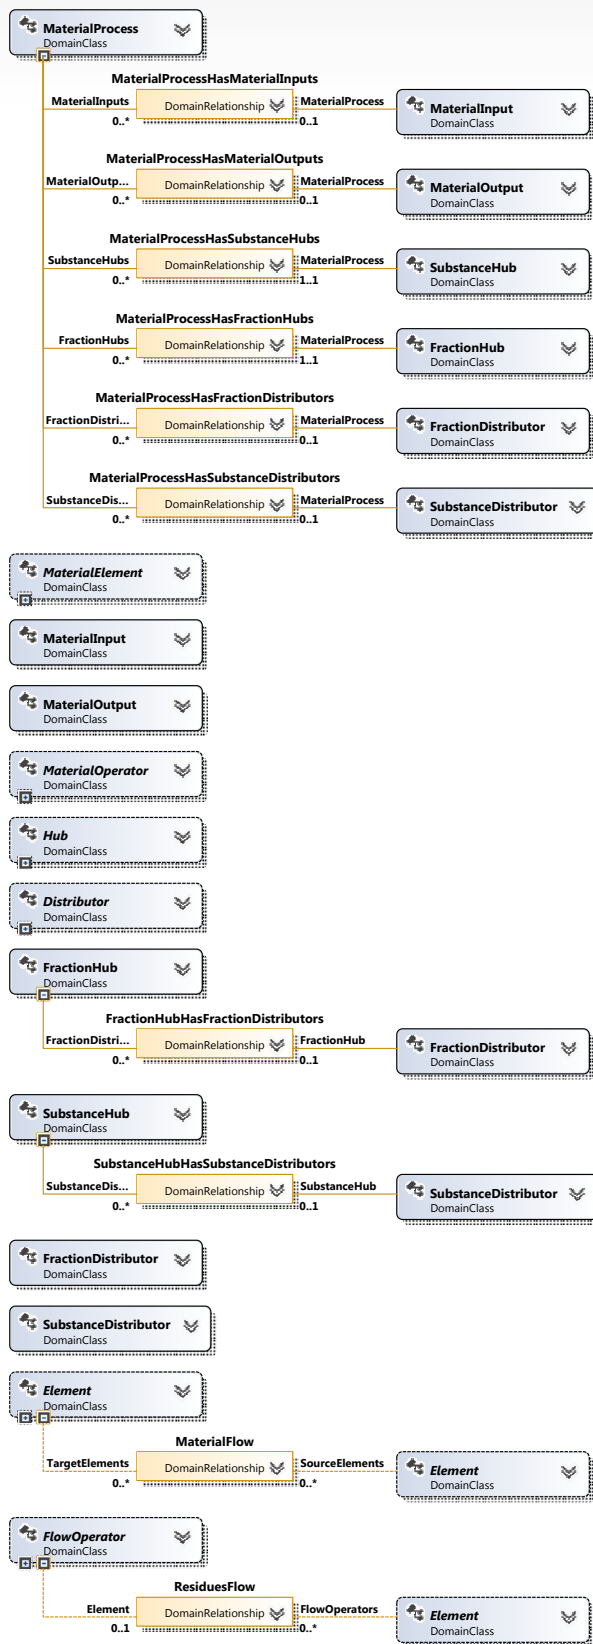 MaterialProcess
DomainClass
MaterialProcessHasMaterialInputs
MaterialInputs DomainRelationship MaterialProcess MaterialInput
0..* 0..1 DomainClass
MaterialProcessHasMaterialOutputs
MaterialOutp... DomainRelationship MaterialProcess MaterialOutput
0..* 0..1 DomainClass
MaterialProcessHasSubstanceHubs
SubstanceHubs DomainRelationship MaterialProcess SubstanceHub
0..* 1..1 DomainClass
MaterialProcessHasFractionHubs
FractionHubs DomainRelationship MaterialProcess FractionHub
0..* 1..1 DomainClass
MaterialProcessHasFractionDistributors
FractionDistri... DomainRelationship MaterialProcess FractionDistributor
0..* 0..1 DomainClass
MaterialProcessHasSubstanceDistributors
SubstanceDis... DomainRelationship MaterialProcess SubstanceDistributor
0..* 0..1 DomainClass
MaterialElement
DomainClass
MaterialInput
DomainClass
MaterialOutput
DomainClass
MaterialOperator
DomainClass
Hub
DomainClass
Distributor
DomainClass
FractionHub
DomainClass
FractionHubHasFractionDistributors
FractionDistri... DomainRelationship FractionHub FractionDistributor
0..* 0..1 DomainClass
SubstanceHub
DomainClass
SubstanceHubHasSubstanceDistributors
SubstanceDis... DomainRelationship SubstanceHub SubstanceDistributor
0..* 0..1 DomainClass
FractionDistributor
DomainClass
SubstanceDistributor
DomainClass
Element
DomainClass
MaterialFlow
TargetElements DomainRelationship SourceElements Element
0..* 0..* DomainClass
FlowOperator
DomainClass
ResiduesFlow
Element DomainRelationship FlowOperators Element
0..1 0..* DomainClass